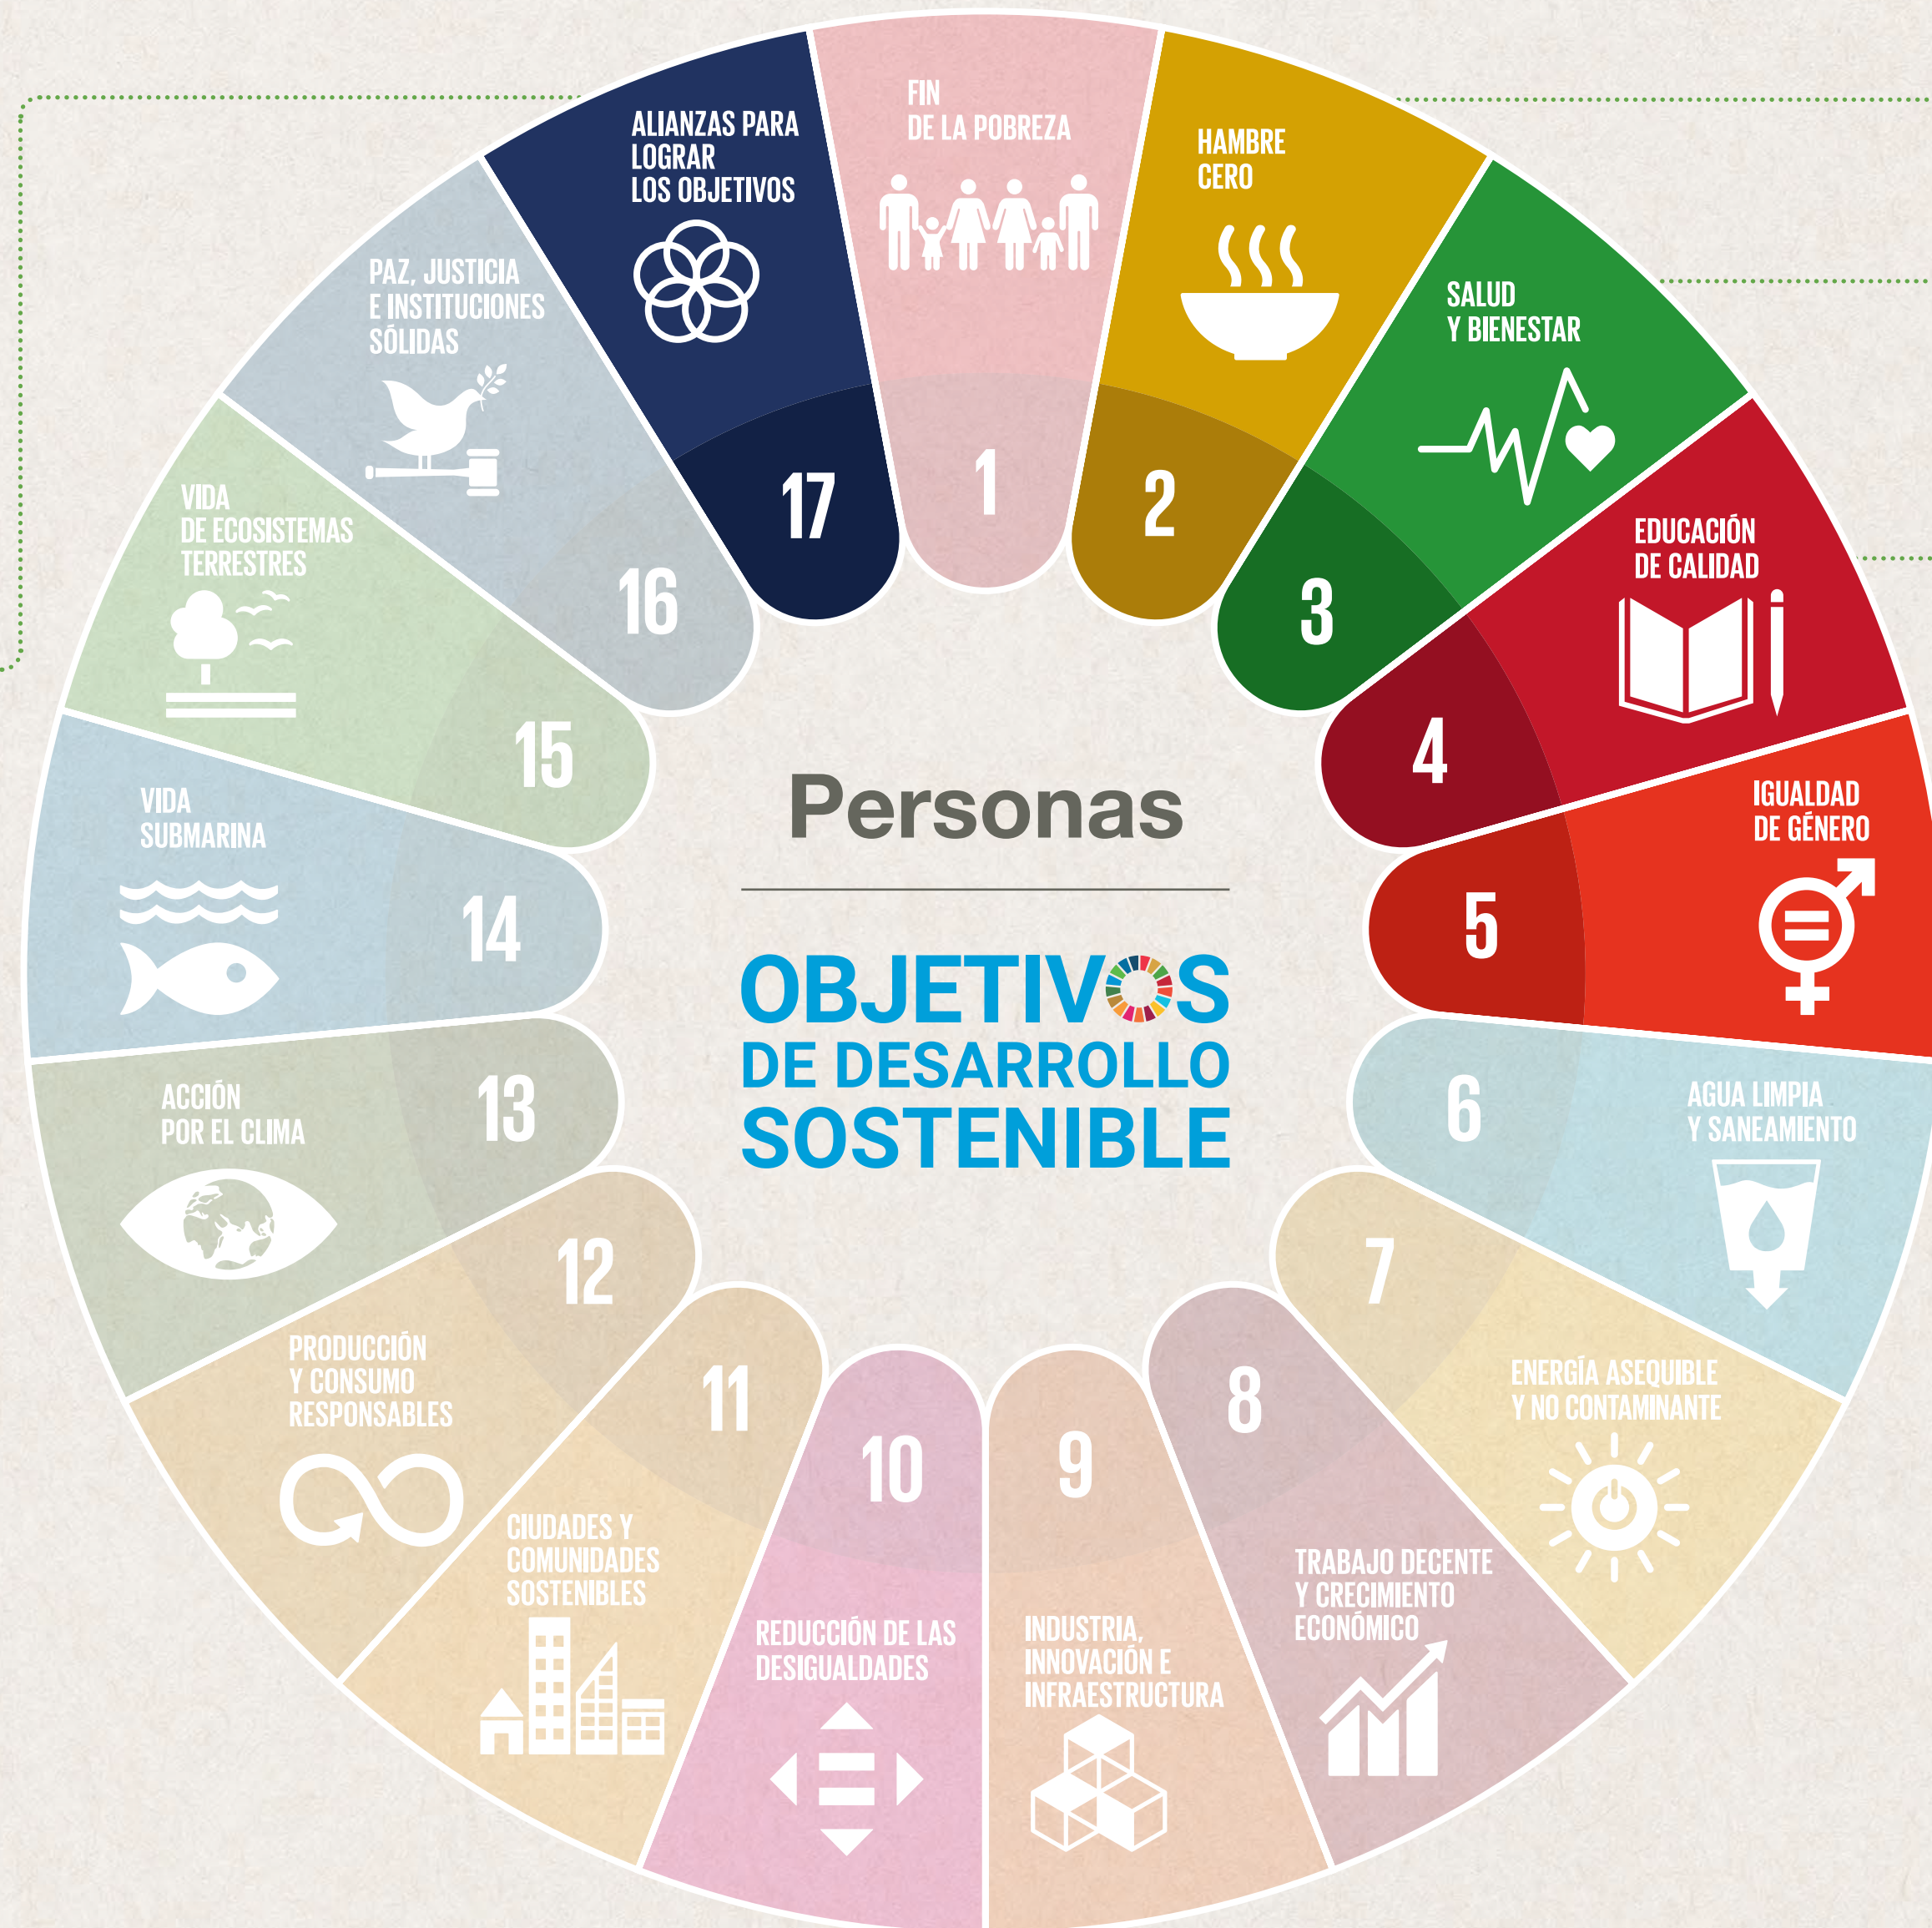 FIN
DE LA POBREZA
1
HAMBRE
CERO
2
SALUD
Y BIENESTAR
3
EDUCACIÓN
DE CALIDAD
4
IGUALDAD
DE GÉNERO
5
AGUA LIMPIA
Y SANEAMIENTO
6
ENERGÍA ASEQUIBLE
Y NO CONTAMINANTE
7
TRABAJO DECENTE
Y CRECIMIENTO
ECONÓMICO
8
INDUSTRIA,
INNOVACIÓN E
INFRAESTRUCTURA
9
REDUCCIÓN DE LAS
DESIGUALDADES
10
CIUDADES Y
COMUNIDADES
SOSTENIBLES
11
PRODUCCIÓN
Y CONSUMO
RESPONSABLES
12
ACCIÓN
POR EL CLIMA
13
VIDA
SUBMARINA
14
VIDA
DE ECOSISTEMAS
TERRESTRES
15
PAZ, JUSTICIA
E INSTITUCIONES
SÓLIDAS
16
ALIANZAS PARA
LOGRAR
LOS OBJETIVOS
17
Personas
OBJETIVOS
DE DESARROLLO
SOSTENIBLE